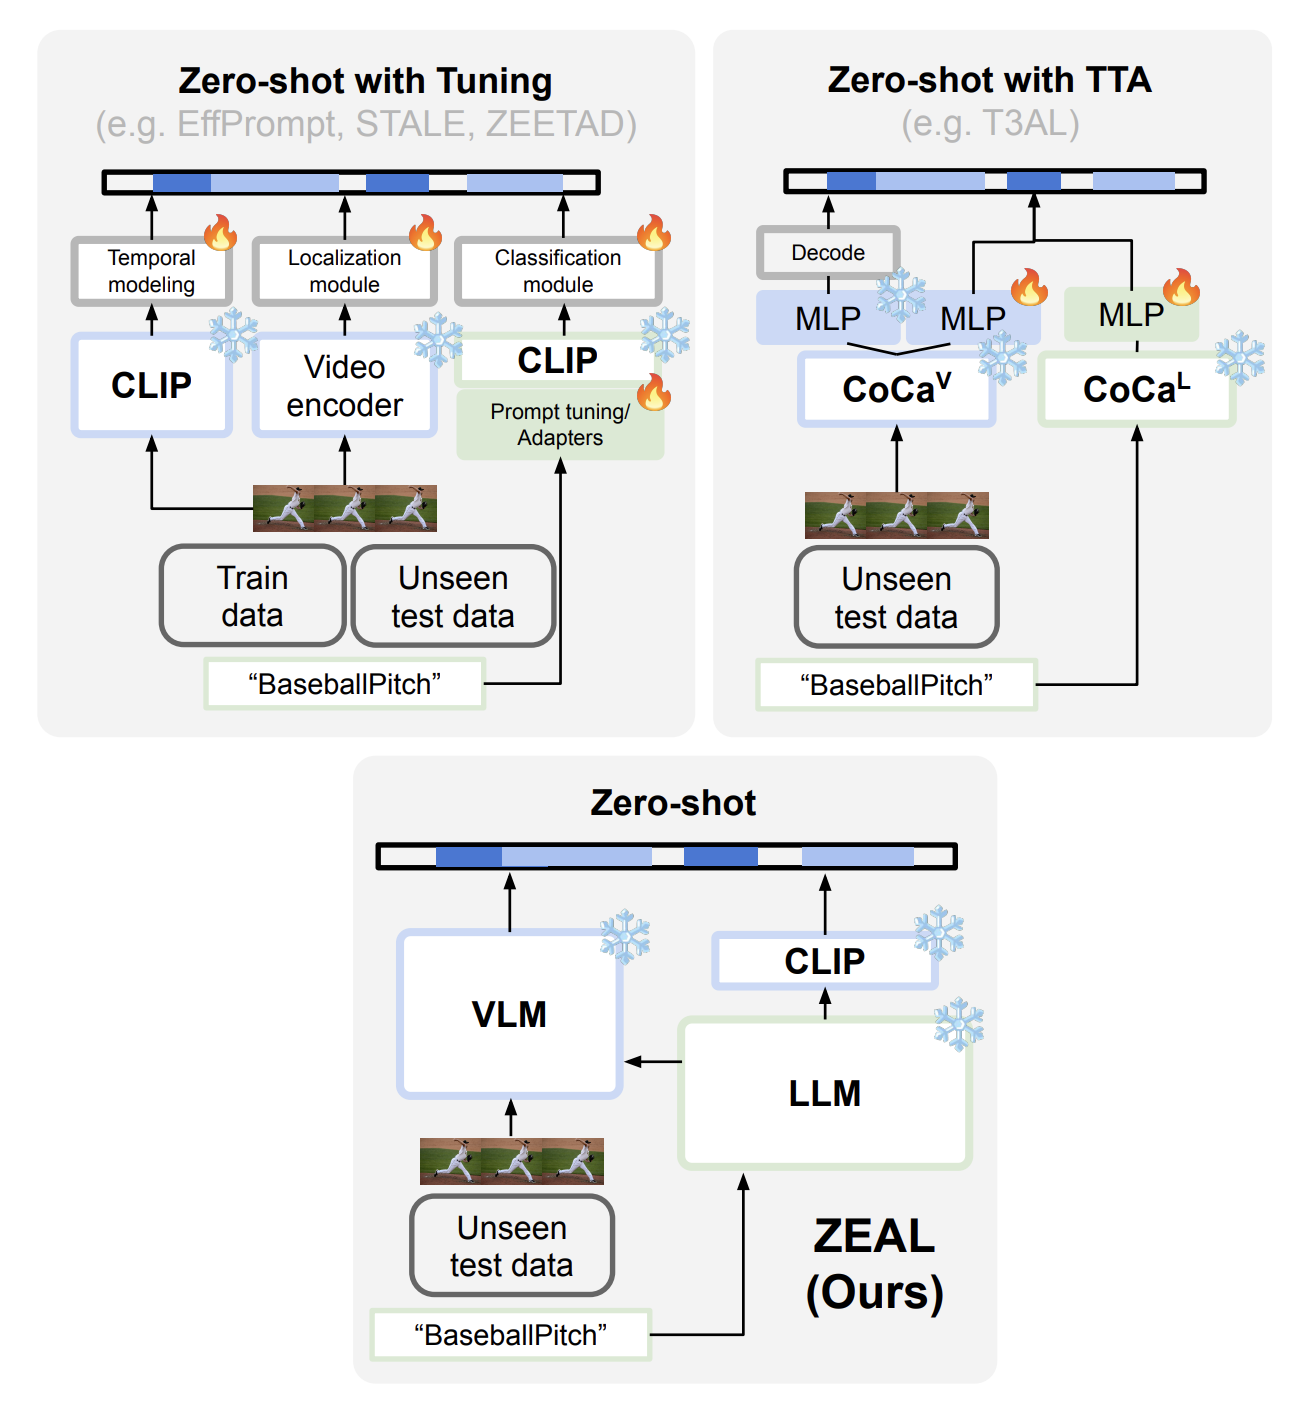 Zero-shot with Tuning
(e.g. EffPrompt, STALE, ZEETAD)
Temporal
modeling
Localization
module
Classification
module
CLIP
Video
encoder
CLIP
Prompt tuning/
Adapters
Train
data
Unseen
test data
“BaseballPitch”
Zero-shot with TTA
(e.g. T3AL)
Decode
MLP
MLP
MLP
CoCaV
CoCaL
Unseen
test data
“BaseballPitch”
Zero-shot
CLIP
VLM
LLM
Unseen
test data
“BaseballPitch”
ZEAL
(Ours)